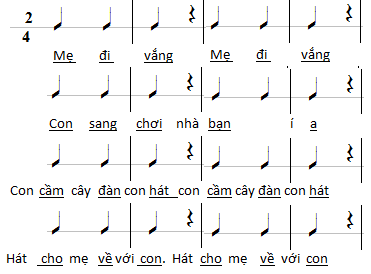 2
4
Mẹ đi vắng Mẹ đi vắng
Con sang chơi nhà bạn í a
Con cầm cây đàn con hát con cầm cây đàn con hát
Hát cho mẹ về với con. Hát cho mẹ về với con